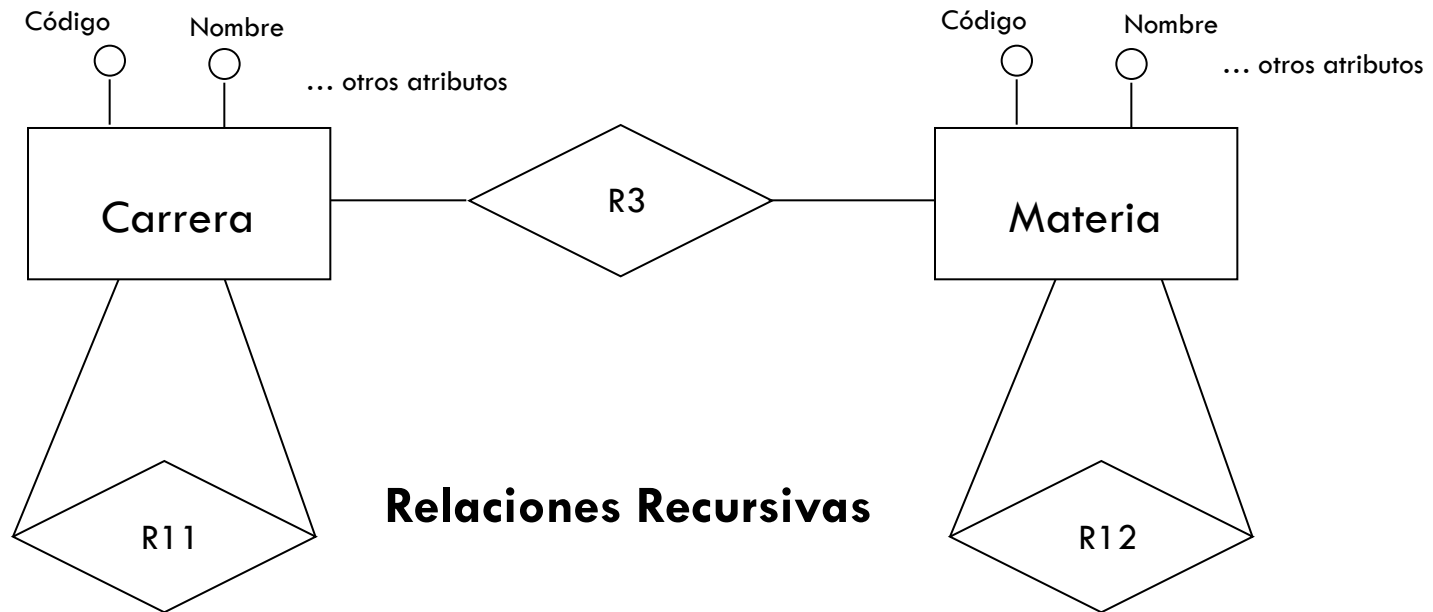 Código
Nombre
... otros atributos
Código
Nombre
... otros atributos
Carrera
R3
Materia
Relaciones Recursivas
R11
R12